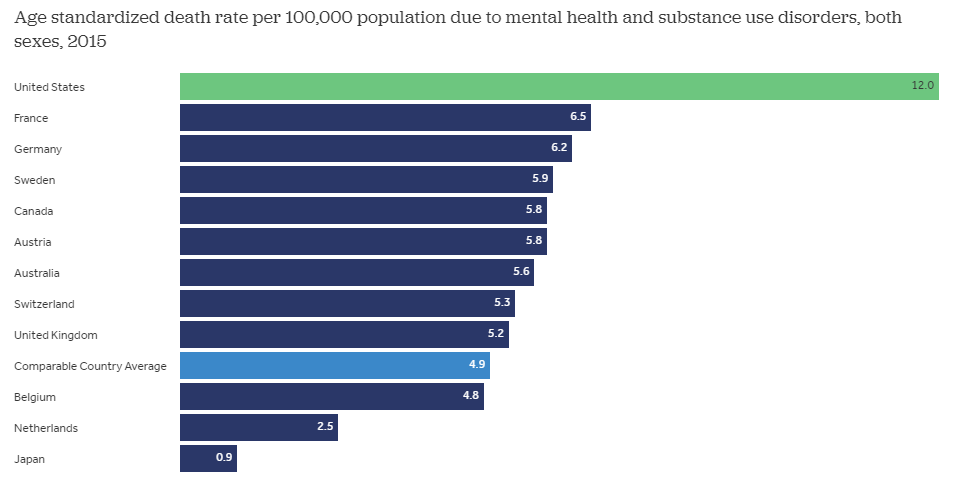 Age standardized death rate per 100,000 population due to mental health and substance use disorders, both
sexes, 2015
United States 12.0
France 6.5
Germany 6.2
Sweden 5.9
Canada 5.8
Austria 5.8
Australia 5.6
Switzerland 5.3
United Kingdom 5.2
Comparable Country Average 4.9
Belgium 4.8
Netherlands 2.5
Japan 0.9